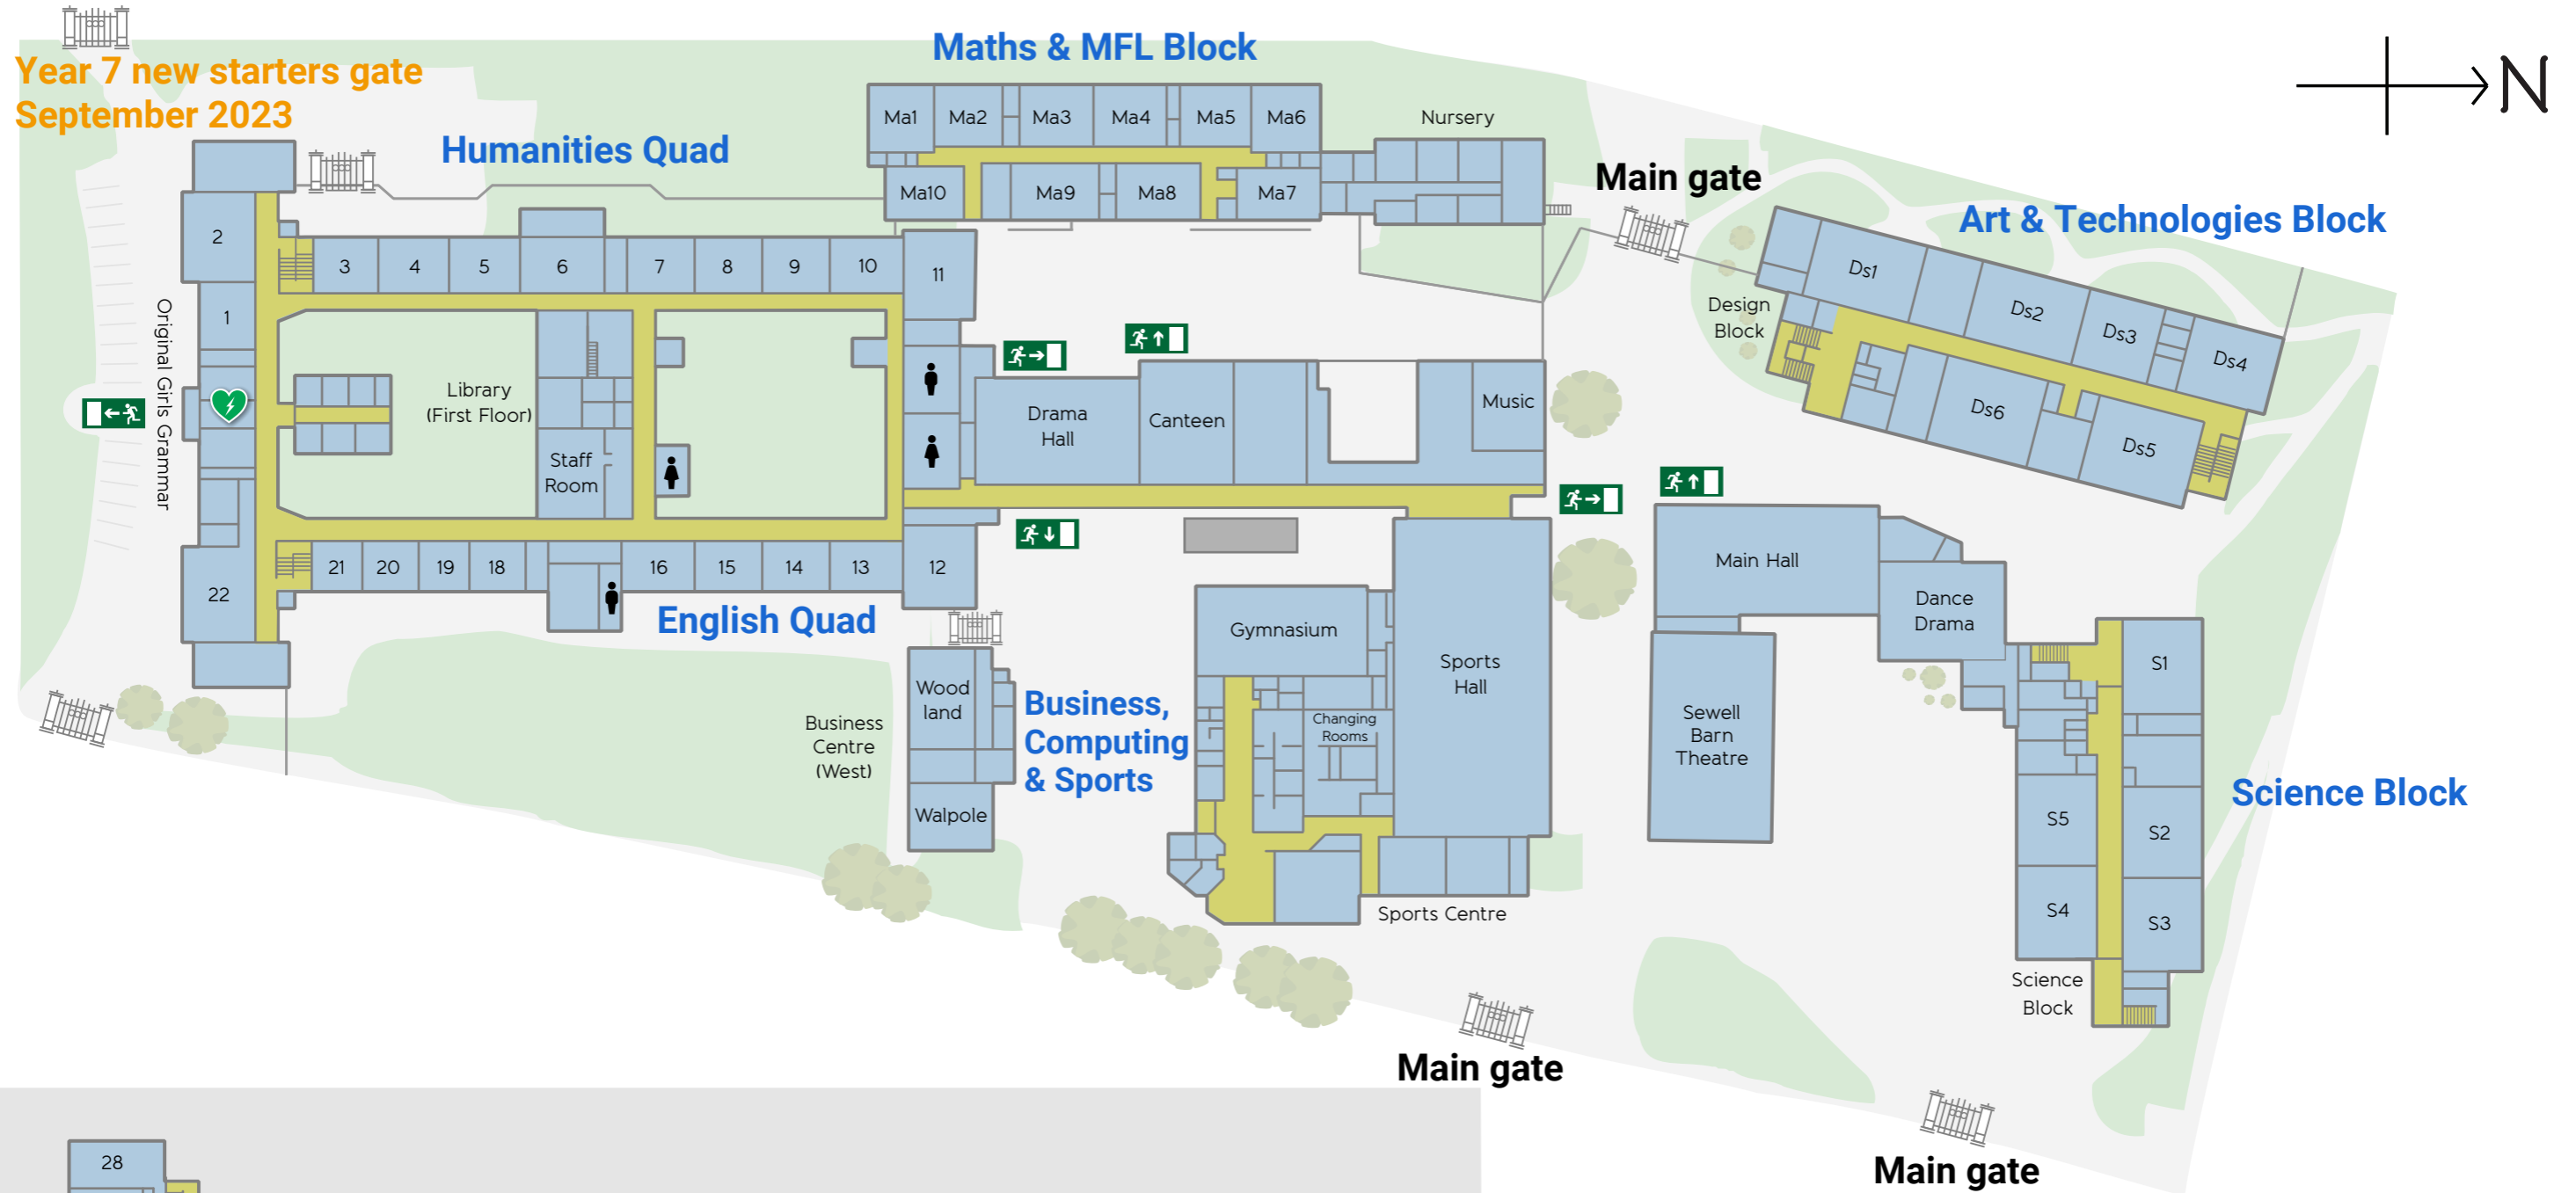 Year 7 new starters gate
September 2023
Maths & MFL Block
N
Humanities Quad
Ma1
Ma2
Ma3
Ma4
Ma5
Ma6
Nursery
Ma10
Ma9
Ma8
Ma7
Main gate
Art & Technologies Block
2
1
3
4
5
6
7
8
9
10
11
Original Girls Grammar
Library
(First Floor)
Staff
Room
Drama
Hall
Canteen
Music
Design
Block
Ds1
Ds2
Ds3
Ds4
Ds6
Ds5
22
21
20
19
18
16
15
14
13
12
English Quad
Main Hall
Dance
Drama
Gymnasium
Sports
Hall
Changing
Rooms
Wood
land
Walpole
Business
Centre
(West)
Business,
Computing
& Sports
Sewell
Barn
Theatre
S1
S5
S2
S4
S3
Science Block
Science
Block
Sports Centre
Main gate
Main gate
28